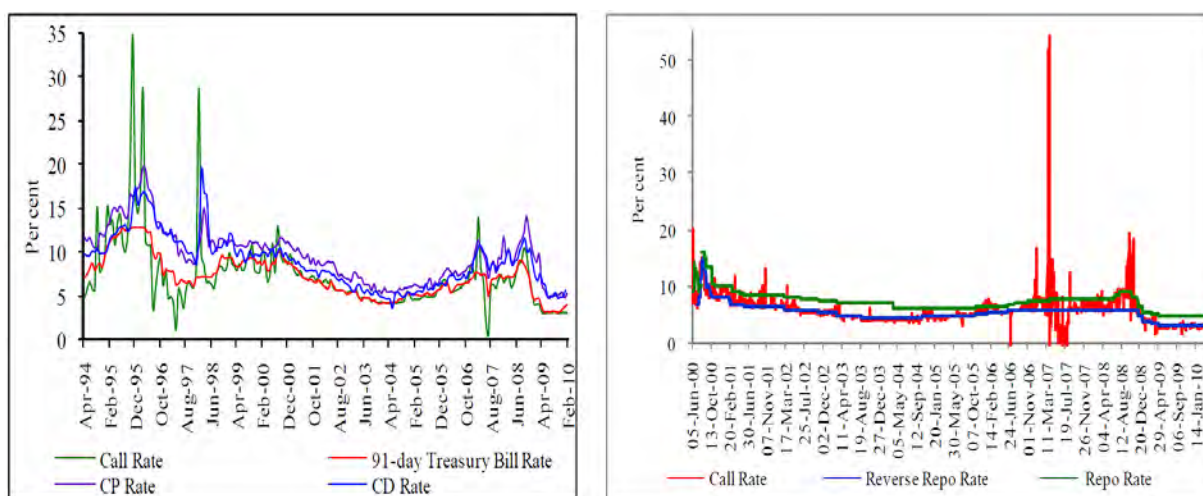 35
30
25
20
15
10
5
0
Per cent
Apr-94
Feb-95
Dec-95
Oct-96
Aug-97
Jun-98
Apr-99
Feb-00
Dec-00
Oct-01
Aug-02
Jun-03
Apr-04
Feb-05
Dec-05
Oct-06
Aug-07
Jun-08
Apr-09
Feb-10
Call Rate
91-day Treasury Bill Rate
CP Rate
CD Rate
50
40
30
20
10
0
Per cent
05-Jun-00
13-Oct-00
20-Feb-01
30-Jun-01
07-Nov-01
17-Mar-02
25-Jul-02
02-Dec-02
11-Apr-03
19-Aug-03
27-Dec-03
05-May-04
12-Sep-04
20-Jan-05
30-May-05
07-Oct-05
14-Feb-06
24-Jun-06
01-Nov-06
11-Mar-07
19-Jul-07
26-Nov-07
04-Apr-08
12-Aug-08
20-Dec-08
29-Apr-09
06-Sep-09
14-Jan-10
Call Rate
Reverse Repo Rate
Repo Rate